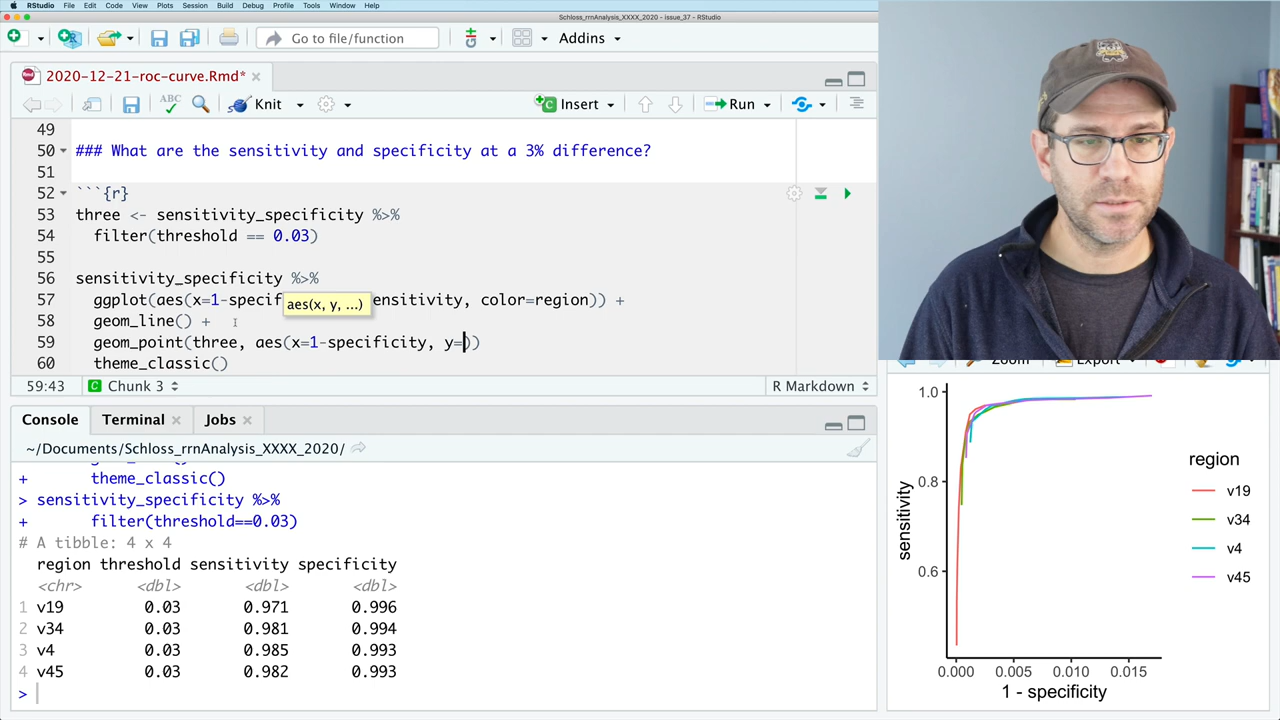 RStudio File Edit Code View Plots Session Build Debug Profile Tools Window Help
Schloss_rrnAnalysis_XXXX_2020 - issue_37 - RStudio
Go to file/function
Addins
2020-12-21-roc-curve.Rmd*
ABC
Knit
Insert
Run
49
50 ### What are the sensitivity and specificity at a 3% difference?
51
52 ```{r}
53 three <- sensitivity_specificity %>%
54 filter(threshold == 0.03)
55
56 sensitivity_specificity %>%
57 ggplot(aes(x=1-specif ensitivity, color=region)) +
aes(x, y, ...)
58 geom_line() +
59 geom_point(three, aes(x=1-specificity, y=))
60 theme_classic()
59:43
Chunk 3
R Markdown
Console
Terminal
Jobs
~/Documents/Schloss_rrnAnalysis_XXXX_2020/
+ theme_classic()
> sensitivity_specificity %>%
+ filter(threshold==0.03)
# A tibble: 4 x 4
region threshold sensitivity specificity
<chr> <dbl> <dbl> <dbl>
1 v19 0.03 0.971 0.996
2 v34 0.03 0.981 0.994
3 v4 0.03 0.985 0.993
4 v45 0.03 0.982 0.993
>
Zoom
Export
1.0
0.8
0.6
sensitivity
0.000 0.005 0.010 0.015
1 - specificity
region
v19
v34
v4
v45